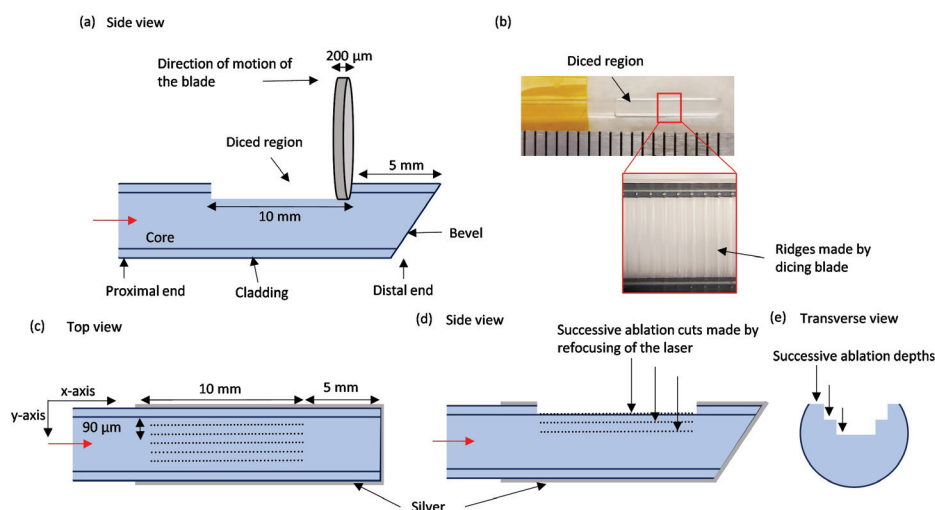 (a) Side view
Direction of motion of
the blade
200 µm
Diced region
5 mm
10 mm
Core
Bevel
Proximal end
Cladding
Distal end
(b)
Diced region
Ridges made by
dicing blade
(c) Top view
x-axis
10 mm
5 mm
y-axis
90 µm
Silver
(d) Side view
Successive ablation cuts made by
refocusing of the laser
(e) Transverse view
Successive ablation depths